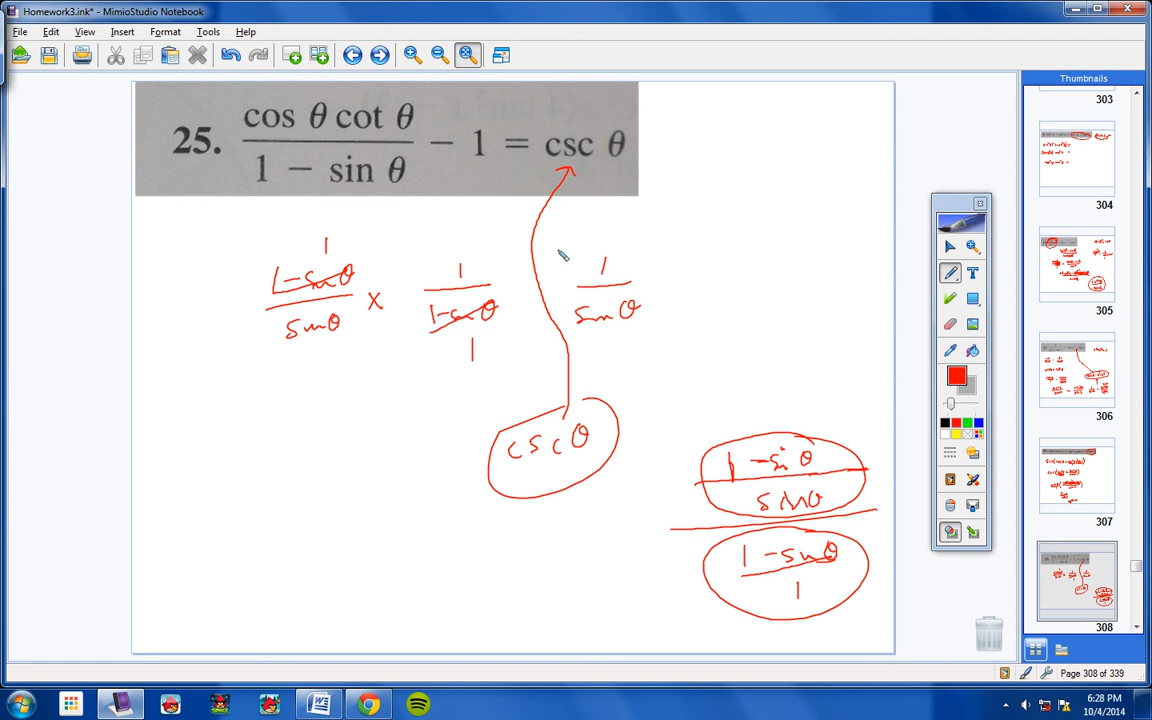 Homework3.ink* - MimioStudio Notebook
File Edit View Insert Format Tools Help
25. cos θ cot θ
1 − sin θ
− 1 = csc θ
1
1-sinθ
sinθ
x
1
1-sinθ
1
1
sinθ
cscθ
1-sinθ
sinθ
1-sinθ
1
T
Thumbnails
303
304
305
306
307
308
Page 308 of 339
6:28 PM
10/4/2014